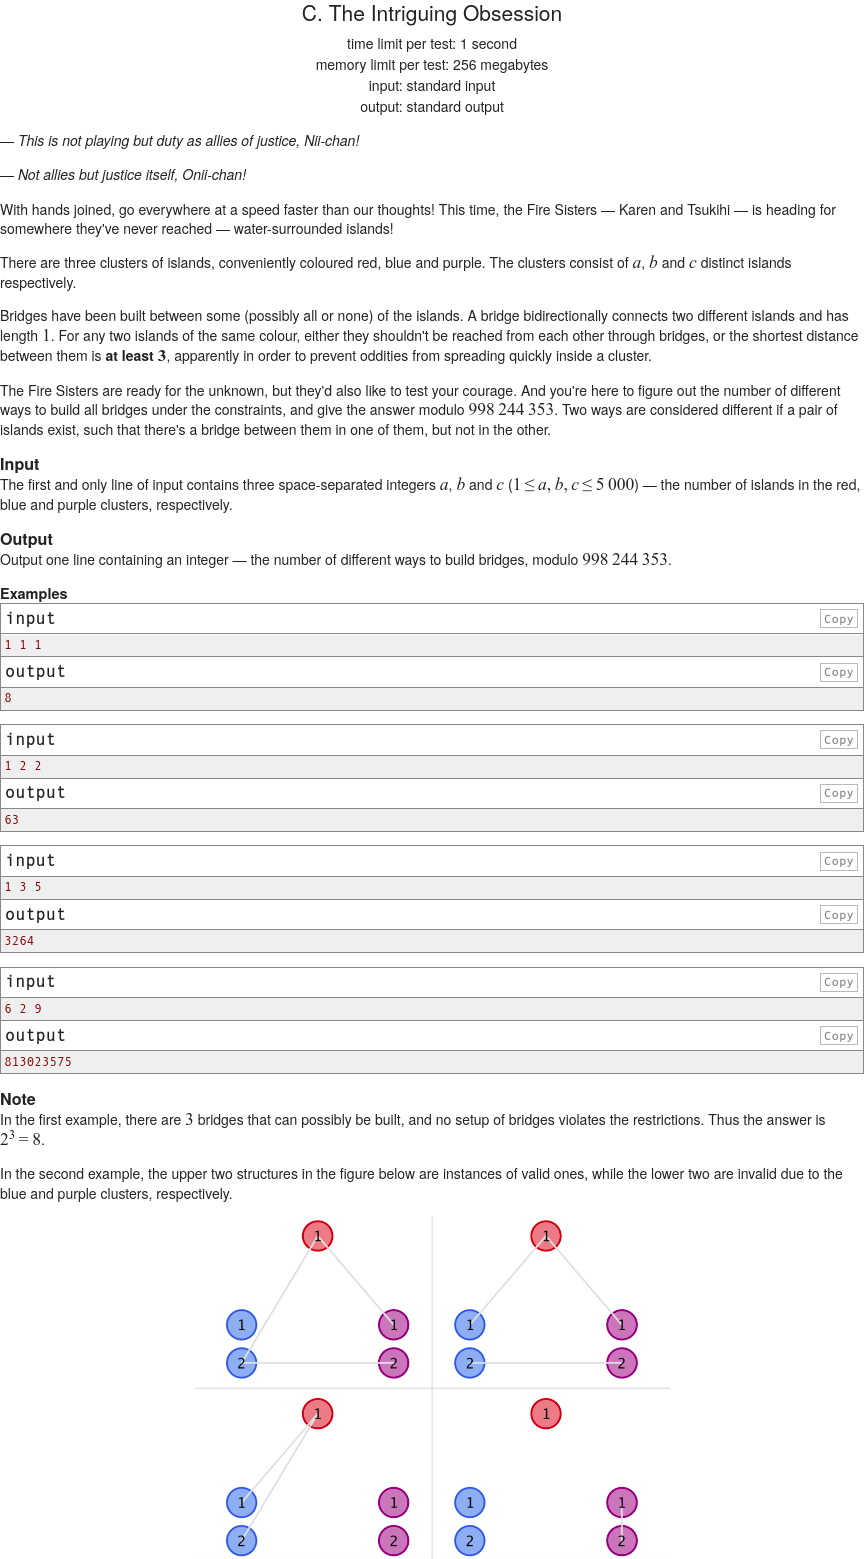 C. The Intriguing Obsession
time limit per test: 1 second
memory limit per test: 256 megabytes
input: standard input
output: standard output
— This is not playing but duty as allies of justice, Nii-chan!
— Not allies but justice itself, Onii-chan!
With hands joined, go everywhere at a speed faster than our thoughts! This time, the Fire Sisters — Karen and Tsukihi — is heading for
somewhere they've never reached — water-surrounded islands!
There are three clusters of islands, conveniently coloured red, blue and purple. The clusters consist of a, b and c distinct islands
respectively.
Bridges have been built between some (possibly all or none) of the islands. A bridge bidirectionally connects two different islands and has
length 1. For any two islands of the same colour, either they shouldn't be reached from each other through bridges, or the shortest distance
between them is at least 3, apparently in order to prevent oddities from spreading quickly inside a cluster.
The Fire Sisters are ready for the unknown, but they'd also like to test your courage. And you're here to figure out the number of different
ways to build all bridges under the constraints, and give the answer modulo 998 244 353. Two ways are considered different if a pair of
islands exist, such that there's a bridge between them in one of them, but not in the other.
Input
The first and only line of input contains three space-separated integers a, b and c (1 ≤ a, b, c ≤ 5 000) — the number of islands in the red,
blue and purple clusters, respectively.
Output
Output one line containing an integer — the number of different ways to build bridges, modulo 998 244 353.
Examples
input Copy
1 1 1
output Copy
8
input Copy
1 2 2
output Copy
63
input Copy
1 3 5
output Copy
3264
input Copy
6 2 9
output Copy
813023575
Note
In the first example, there are 3 bridges that can possibly be built, and no setup of bridges violates the restrictions. Thus the answer is
2³ = 8.
In the second example, the upper two structures in the figure below are instances of valid ones, while the lower two are invalid due to the
blue and purple clusters, respectively.
1 1
1 1 1 1
2 2 2 2
1 1
1 1 1 1
2 2 2 2